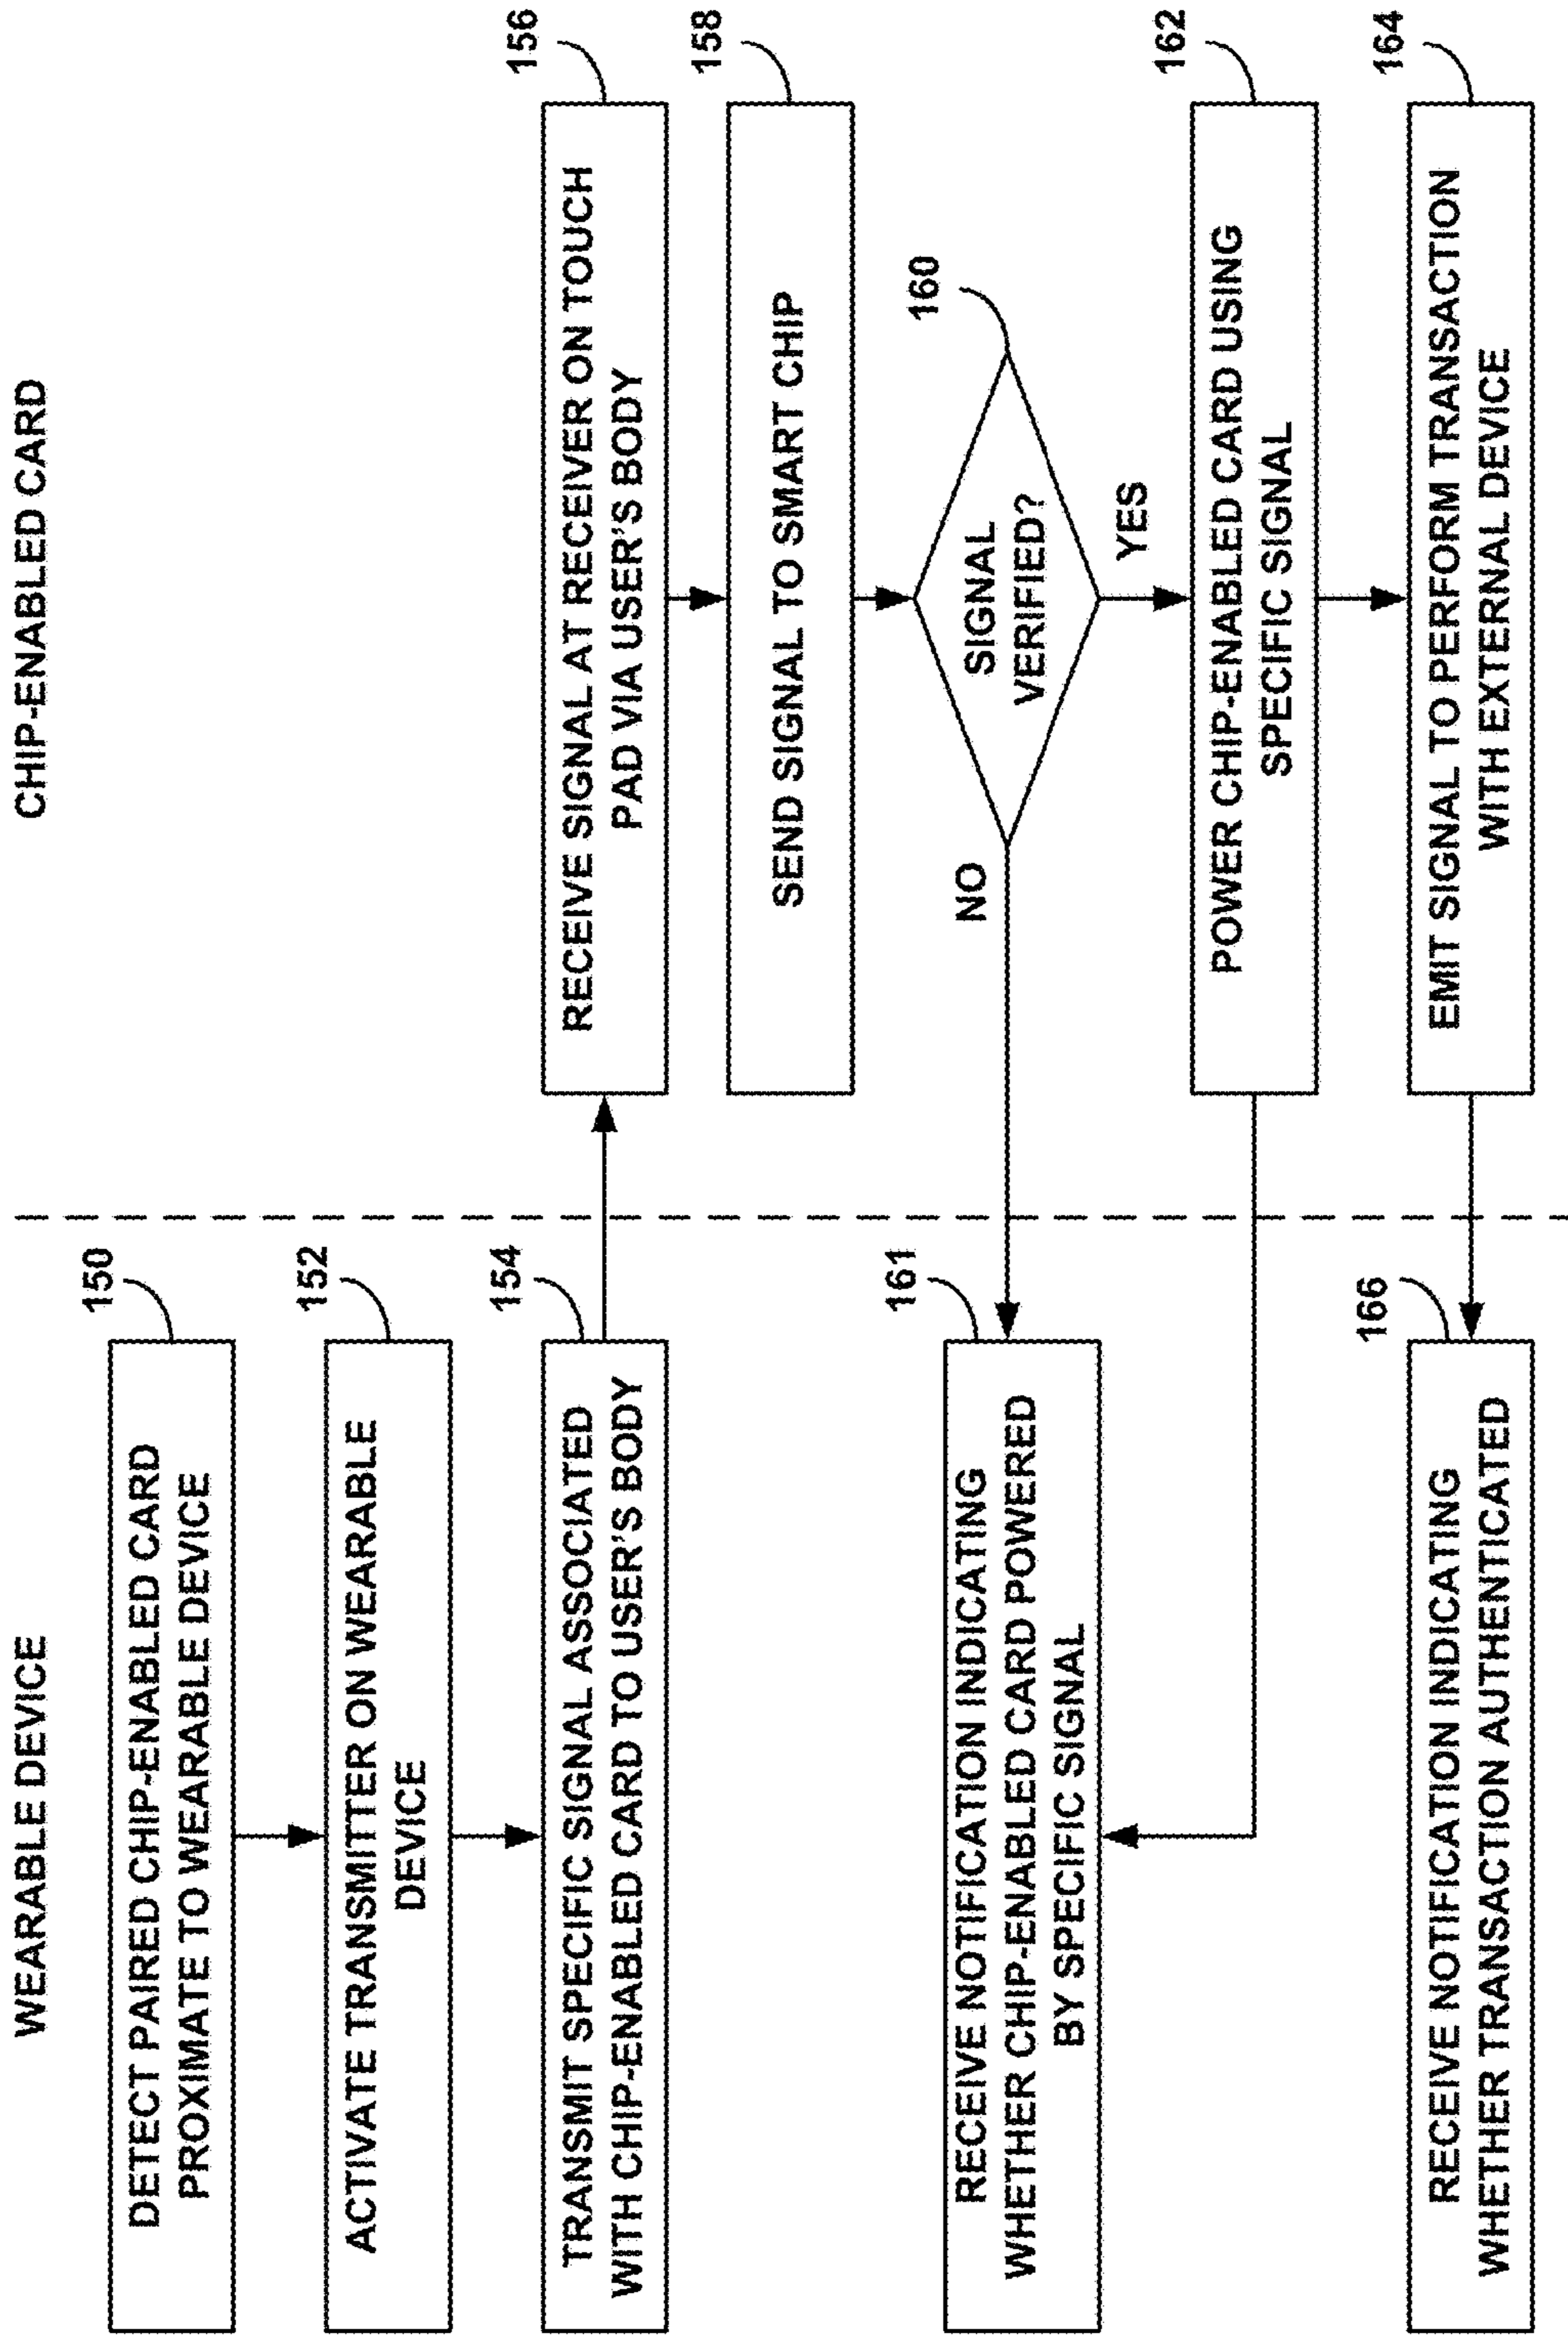 WEARABLE DEVICE
CHIP-ENABLED CARD
150
DETECT PAIRED CHIP-ENABLED CARD
PROXIMATE TO WEARABLE DEVICE
152
ACTIVATE TRANSMITTER ON WEARABLE
DEVICE
154
TRANSMIT SPECIFIC SIGNAL ASSOCIATED
WITH CHIP-ENABLED CARD TO USER'S BODY
156
RECEIVE SIGNAL AT RECEIVER ON TOUCH
PAD VIA USER'S BODY
158
SEND SIGNAL TO SMART CHIP
160
SIGNAL
VERIFIED?
NO
YES
161
RECEIVE NOTIFICATION INDICATING
WHETHER CHIP-ENABLED CARD POWERED
BY SPECIFIC SIGNAL
162
POWER CHIP-ENABLED CARD USING
SPECIFIC SIGNAL
164
EMIT SIGNAL TO PERFORM TRANSACTION
WITH EXTERNAL DEVICE
166
RECEIVE NOTIFICATION INDICATING
WHETHER TRANSACTION AUTHENTICATED